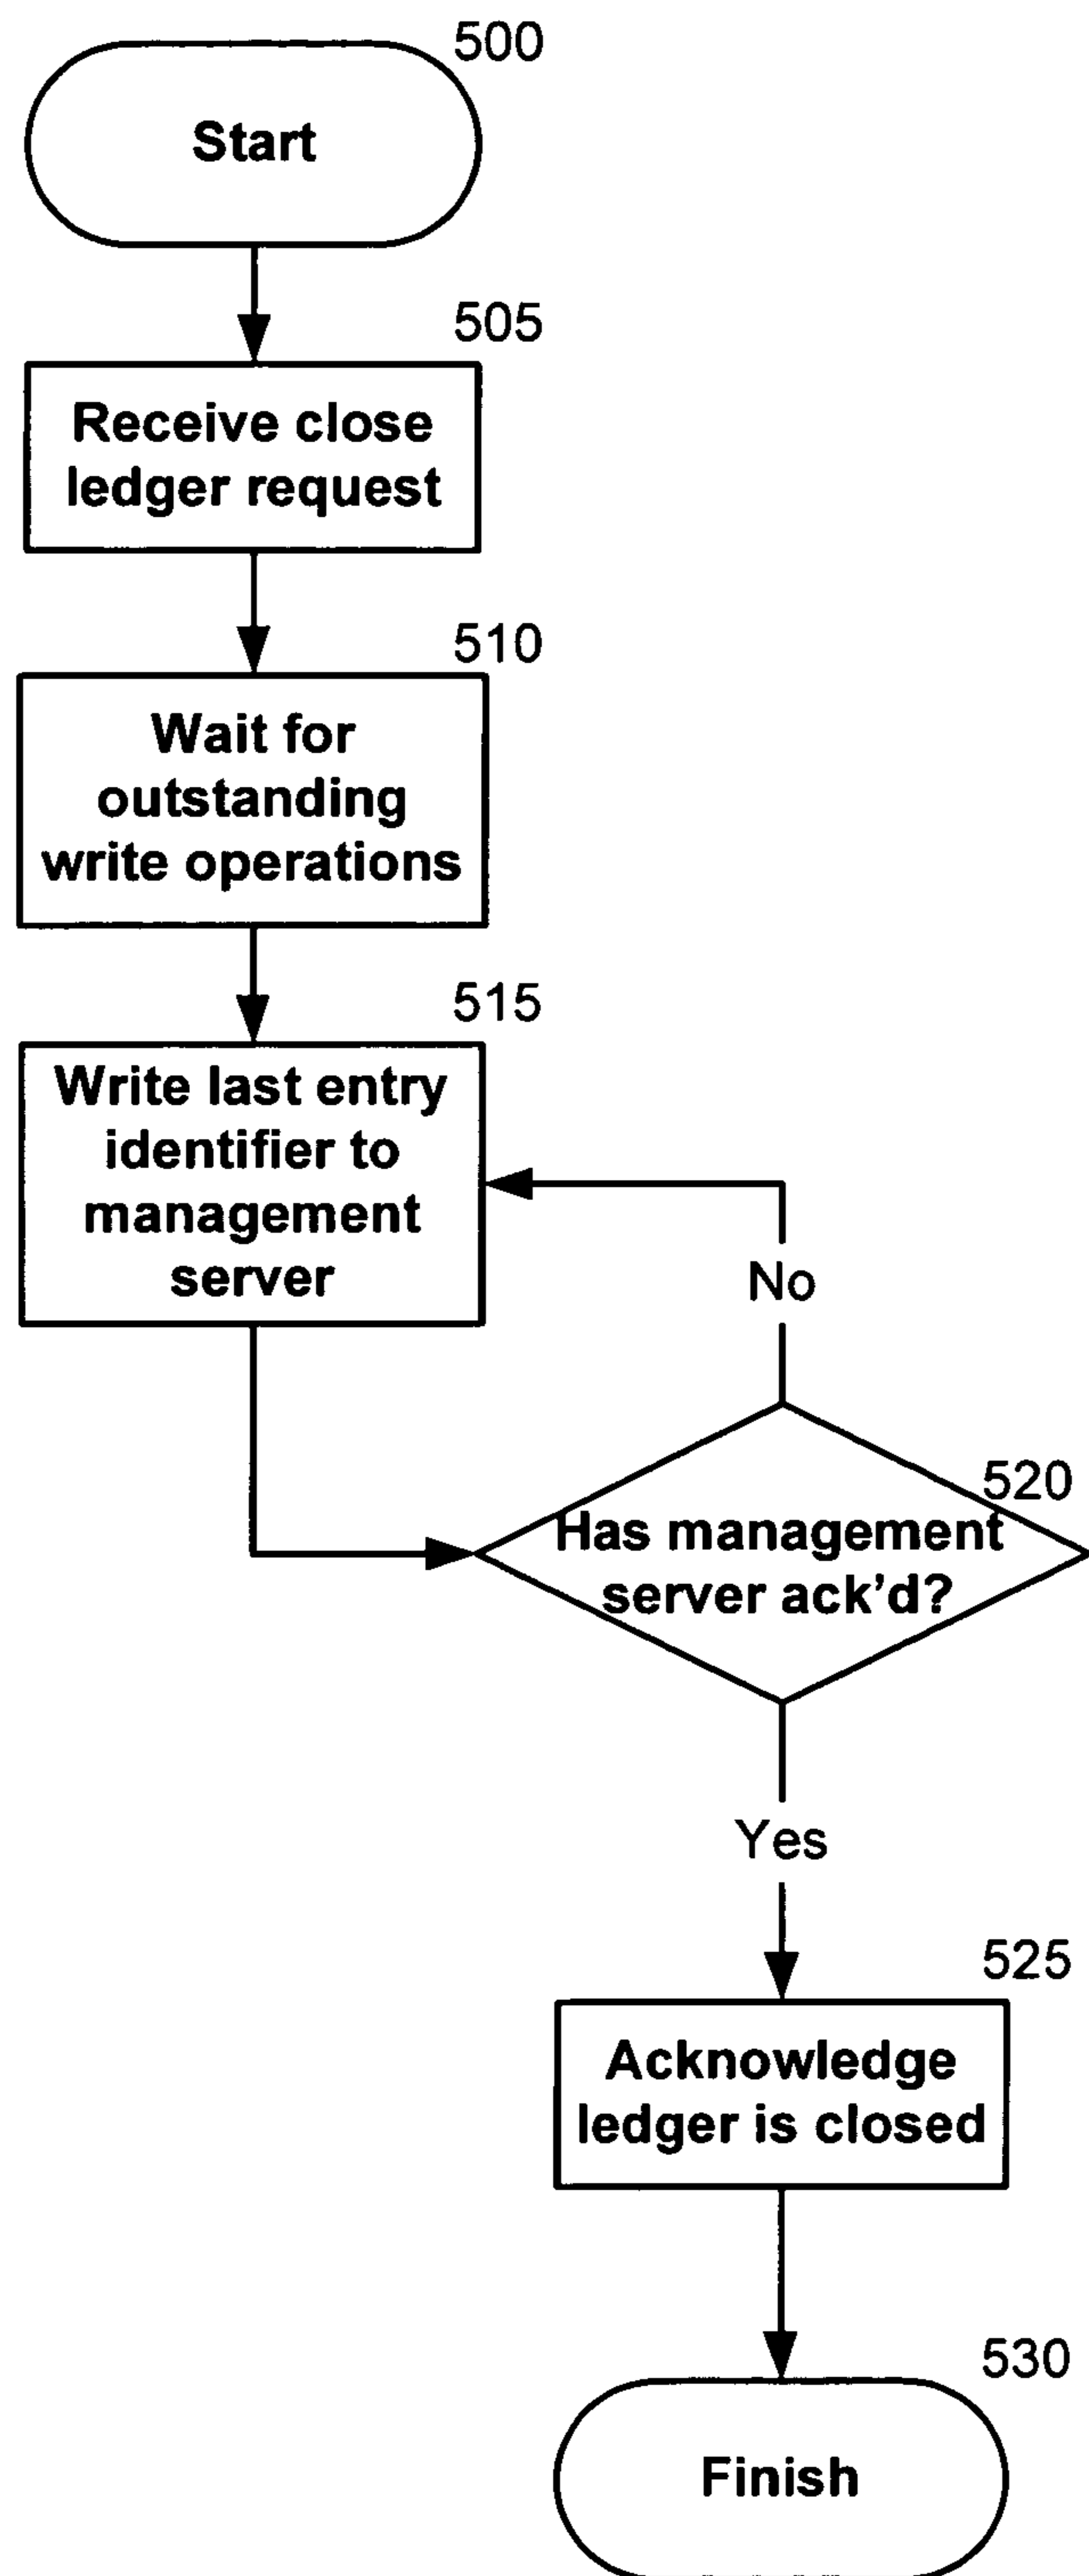 500
Start
505
Receive close
ledger request
510
Wait for
outstanding
write operations
515
Write last entry
identifier to
management
server
No
520
Has management
server ack'd?
Yes
525
Acknowledge
ledger is closed
530
Finish